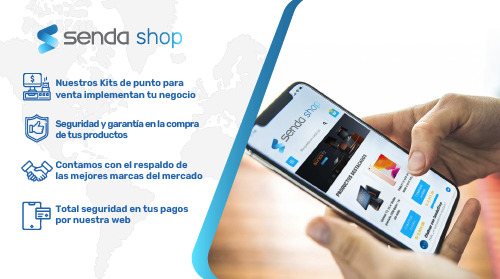 senda shop
Nuestros Kits de punto para
venta implementan tu negocio
Seguridad y garantía en la compra
de tus productos
Contamos con el respaldo de
las mejores marcas del mercado
Total seguridad en tus pagos
por nuestra web
senda shop
PRODUCTOS DESTACADOS